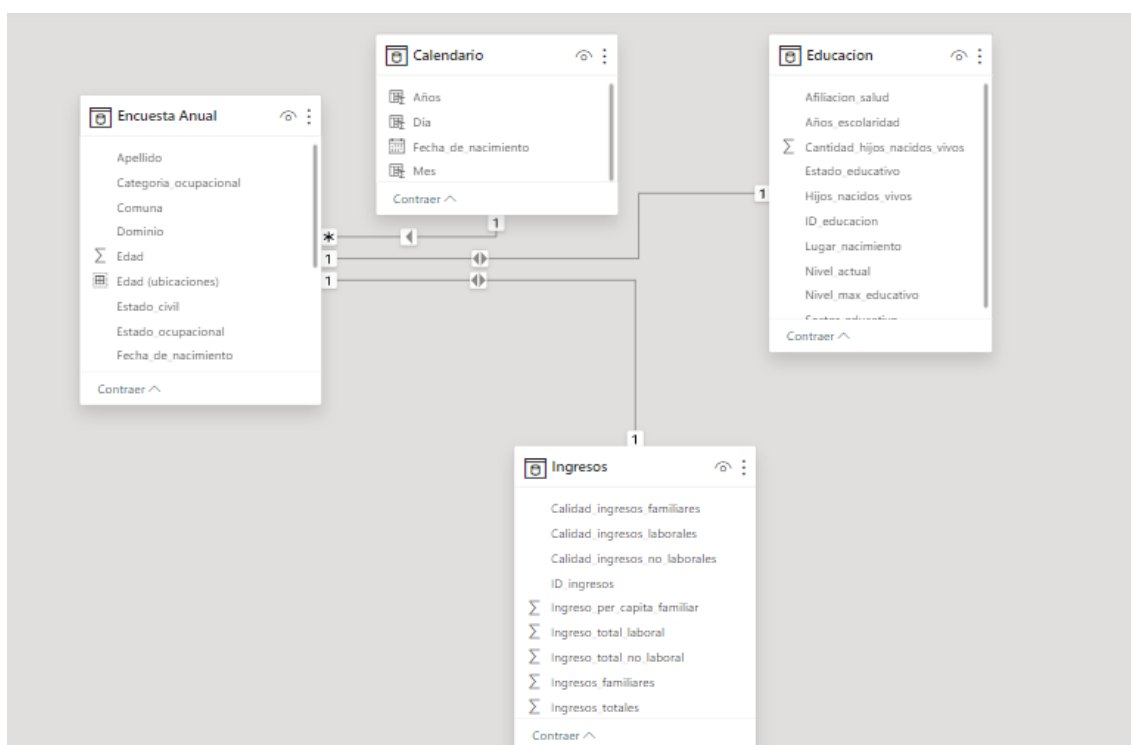 Calendario
Años
Dia
Fecha_de_nacimiento
Mes
Contraer
Educacion
Afiliacion_salud
Años_escolaridad
Cantidad_hijos_nacidos_vivos
Estado_educativo
Hijos_nacidos_vivos
ID_educacion
Lugar_nacimiento
Nivel_actual
Nivel_max_educativo
Contraer
Encuesta Anual
Apellido
Categoria_ocupacional
Comuna
Dominio
Edad
Edad (ubicaciones)
Estado_civil
Estado_ocupacional
Fecha_de_nacimiento
Contraer
1
*
1
1
1
1
Ingresos
Calidad_ingresos_familiares
Calidad_ingresos_laborales
Calidad_ingresos_no_laborales
ID_ingresos
Ingreso_per_capita_familiar
Ingreso_total_laboral
Ingreso_total_no_laboral
Ingresos_familiares
Ingresos_totales
Contraer